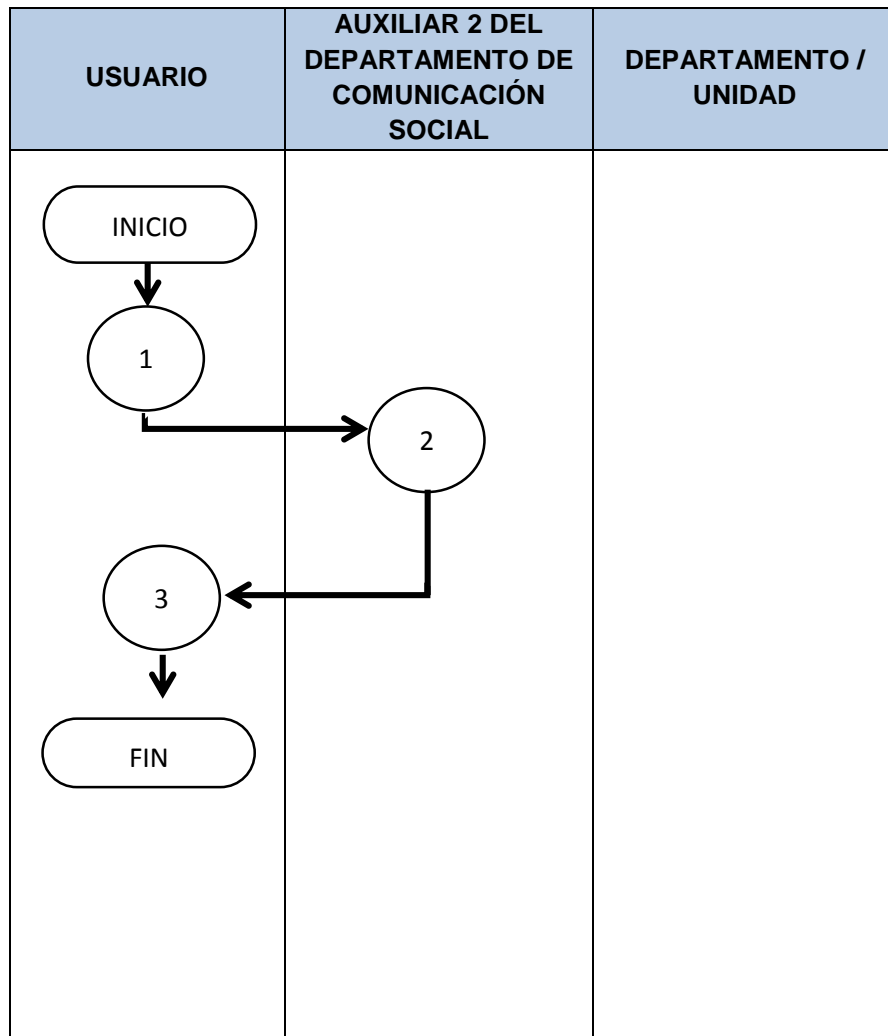 USUARIO
AUXILIAR 2 DEL
DEPARTAMENTO DE
COMUNICACIÓN
SOCIAL
DEPARTAMENTO /
UNIDAD
INICIO
1
2
3
FIN